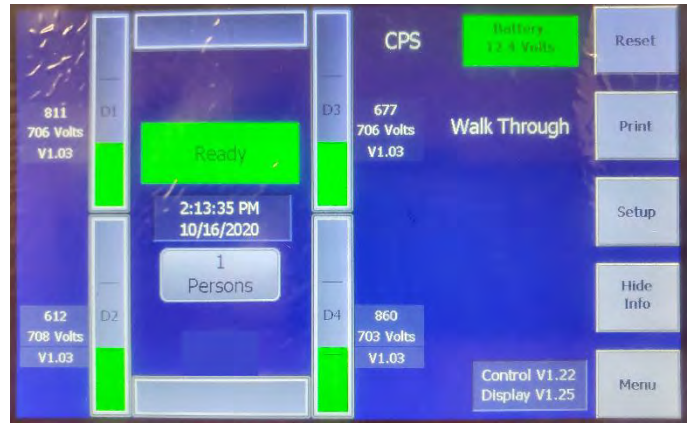 CPS
Battery
12.4 Volts
Reset
811
706 Volts
V1.03
D1
D3
677
706 Volts
V1.03
Walk Through
Print
Ready
2:13:35 PM
10/16/2020
Setup
1
Persons
Hide
Info
612
708 Volts
V1.03
D2
D4
860
703 Volts
V1.03
Control V1.22
Display V1.25
Menu